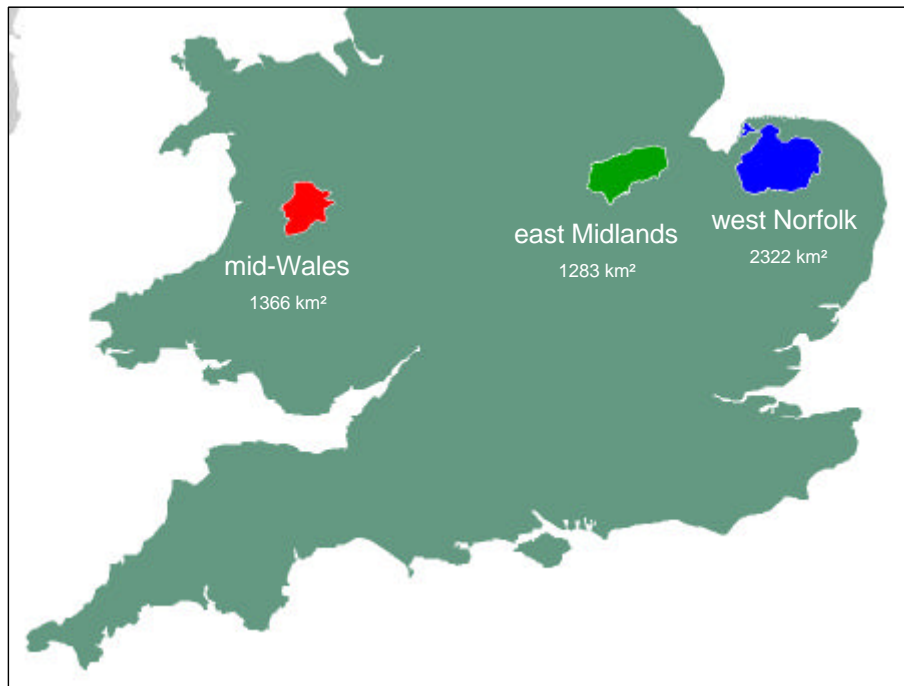 west Norfolk
2322 km²
east Midlands
1283 km²
mid-Wales
1366 km²